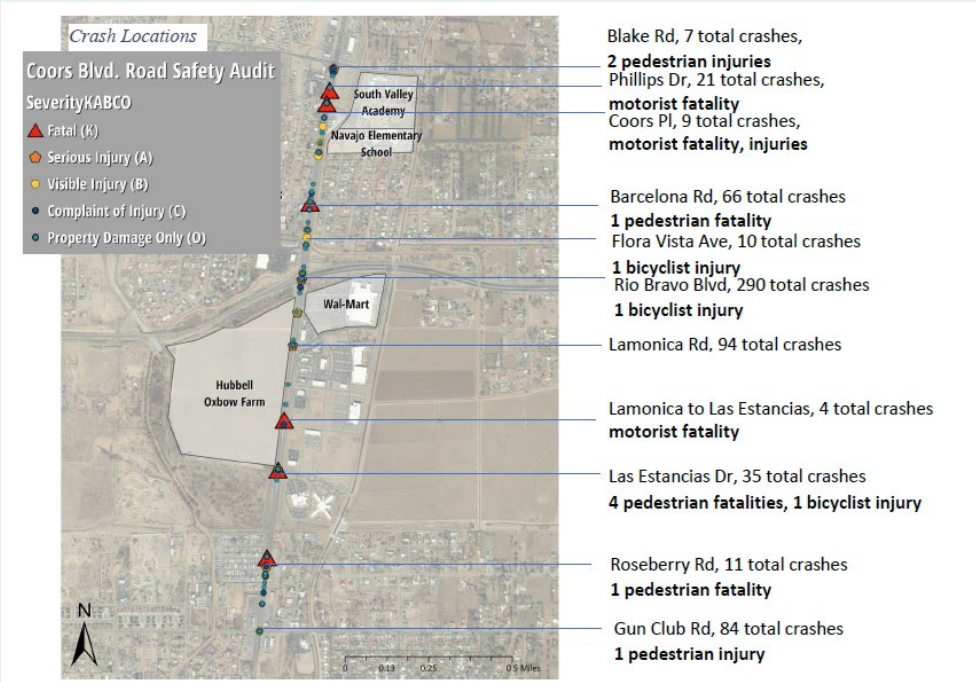 Crash Locations
Coors Blvd. Road Safety Audit
SeverityKABCO
Fatal (K)
Serious Injury (A)
Visible Injury (B)
Complaint of Injury (C)
Property Damage Only (O)
South Valley
Academy
Navajo Elementary
School
Wal-Mart
Hubbell
Oxbow Farm
N
0 0.13 0.25 0.5 Miles
Blake Rd, 7 total crashes,
2 pedestrian injuries
Phillips Dr, 21 total crashes,
motorist fatality
Coors Pl, 9 total crashes,
motorist fatality, injuries
Barcelona Rd, 66 total crashes
1 pedestrian fatality
Flora Vista Ave, 10 total crashes
1 bicyclist injury
Rio Bravo Blvd, 290 total crashes
1 bicyclist injury
Lamonica Rd, 94 total crashes
Lamonica to Las Estancias, 4 total crashes
motorist fatality
Las Estancias Dr, 35 total crashes
4 pedestrian fatalities, 1 bicyclist injury
Roseberry Rd, 11 total crashes
1 pedestrian fatality
Gun Club Rd, 84 total crashes
1 pedestrian injury